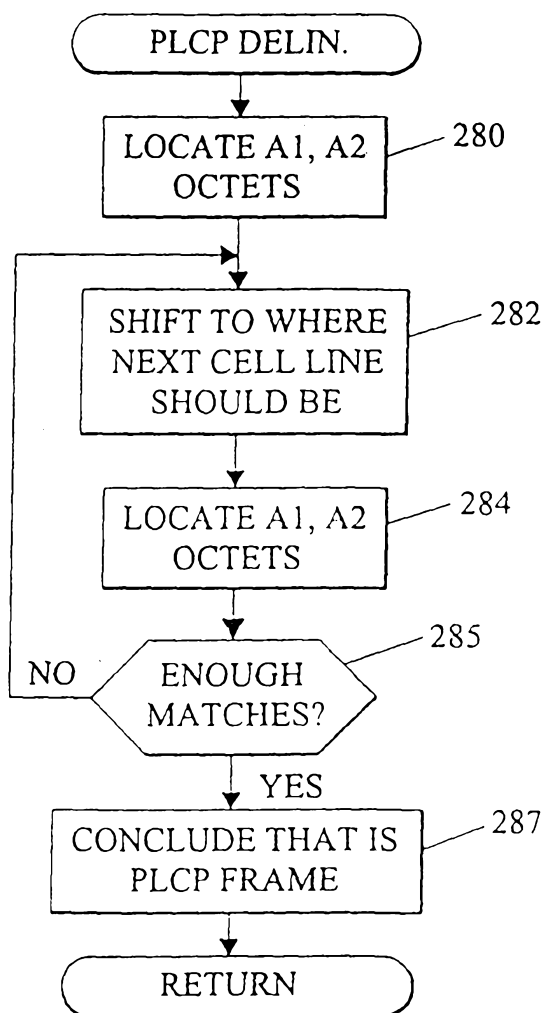 PLCP DELIN.
LOCATE A1, A2
OCTETS
280
SHIFT TO WHERE
NEXT CELL LINE
SHOULD BE
282
LOCATE A1, A2
OCTETS
284
ENOUGH
MATCHES?
285
NO
YES
CONCLUDE THAT IS
PLCP FRAME
287
RETURN